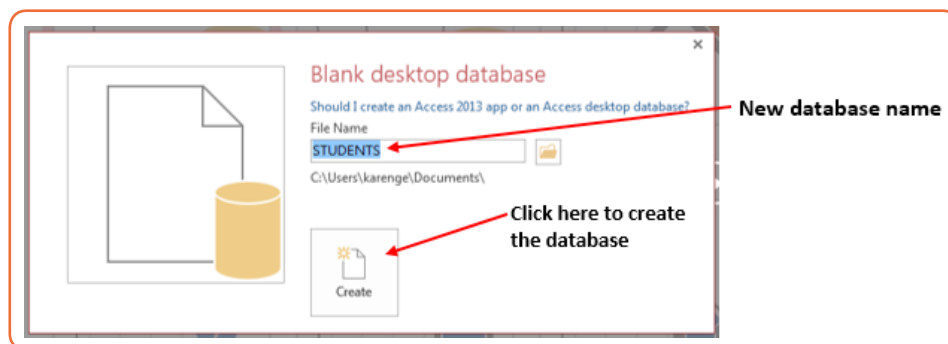 ×
Blank desktop database
Should I create an Access 2013 app or an Access desktop database?
File Name
STUDENTS
C:\Users\karenge\Documents\
Create
New database name
Click here to create
the database